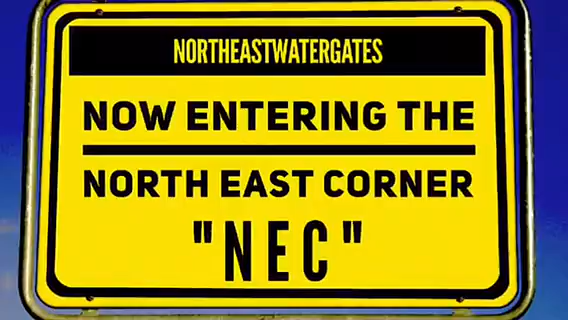 NORTHEASTWATERGATES
NOW ENTERING THE
NORTH EAST CORNER
"NEC"